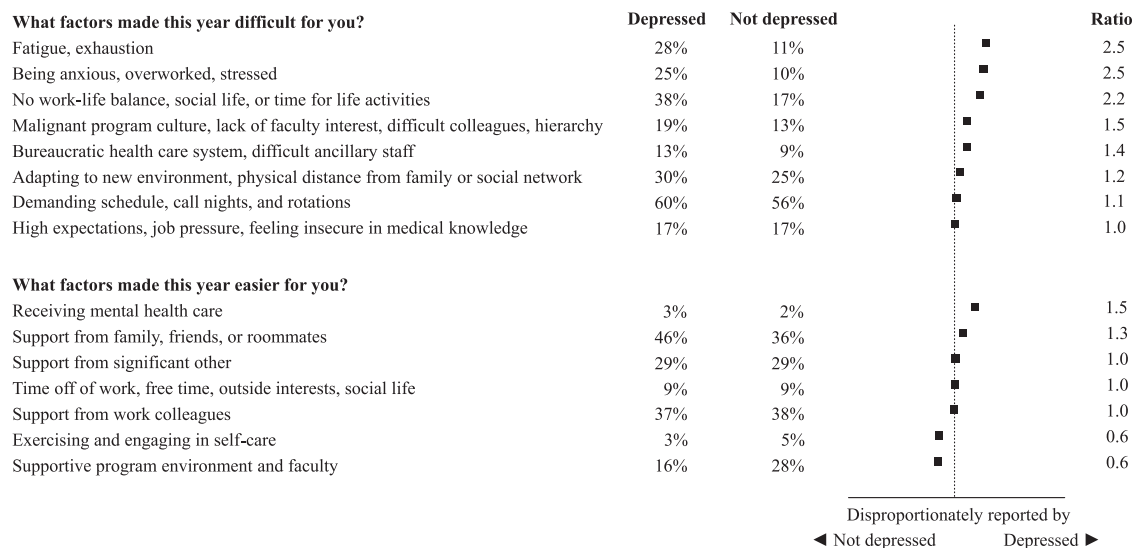 What factors made this year difficult for you? Depressed Not depressed Ratio
Fatigue, exhaustion 28% 11% 2.5
Being anxious, overworked, stressed 25% 10% 2.5
No work-life balance, social life, or time for life activities 38% 17% 2.2
Malignant program culture, lack of faculty interest, difficult colleagues, hierarchy 19% 13% 1.5
Bureaucratic health care system, difficult ancillary staff 13% 9% 1.4
Adapting to new environment, physical distance from family or social network 30% 25% 1.2
Demanding schedule, call nights, and rotations 60% 56% 1.1
High expectations, job pressure, feeling insecure in medical knowledge 17% 17% 1.0
What factors made this year easier for you?
Receiving mental health care 3% 2% 1.5
Support from family, friends, or roommates 46% 36% 1.3
Support from significant other 29% 29% 1.0
Time off of work, free time, outside interests, social life 9% 9% 1.0
Support from work colleagues 37% 38% 1.0
Exercising and engaging in self-care 3% 5% 0.6
Supportive program environment and faculty 16% 28% 0.6
Disproportionately reported by
◄ Not depressed Depressed ►